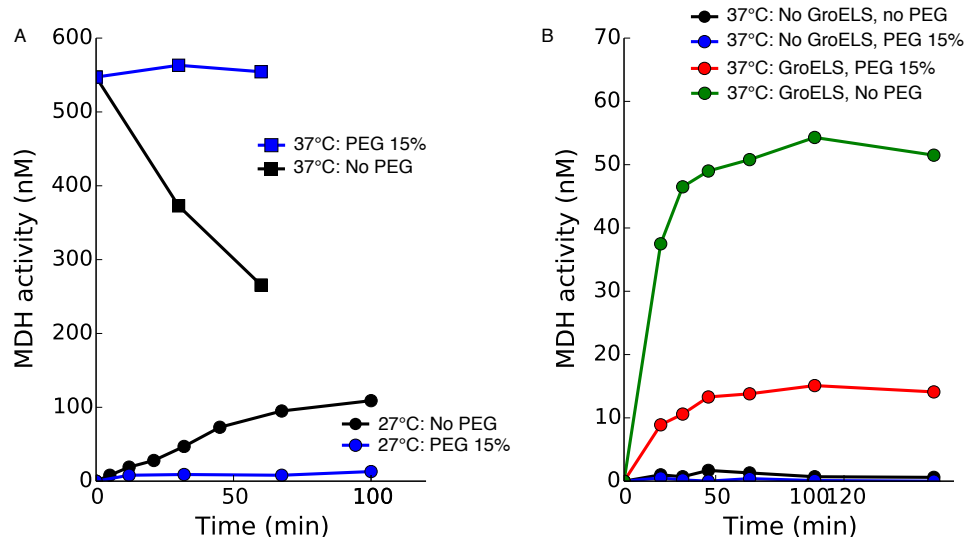 A
600
500
400
300
200
100
0
MDH activity (nM)
37°C: PEG 15%
37°C: No PEG
27°C: No PEG
27°C: PEG 15%
0 50 100
Time (min)
B
37°C: No GroELS, no PEG
37°C: No GroELS, PEG 15%
37°C: GroELS, PEG 15%
37°C: GroELS, No PEG
70
60
50
40
30
20
10
0
MDH activity (nM)
0 50 100 120
Time (min)